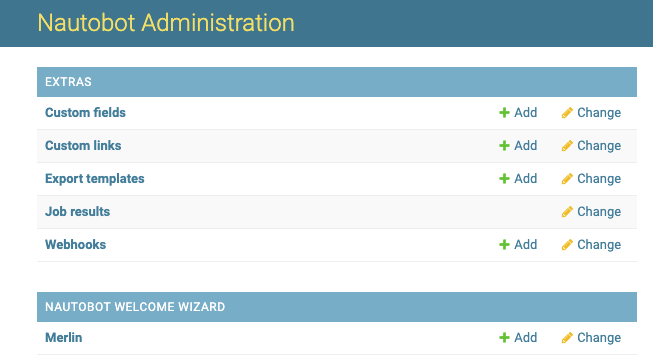 Nautobot Administration
EXTRAS
Custom fields Add Change
Custom links Add Change
Export templates Add Change
Job results Change
Webhooks Add Change
NAUTOBOT WELCOME WIZARD
Merlin Add Change